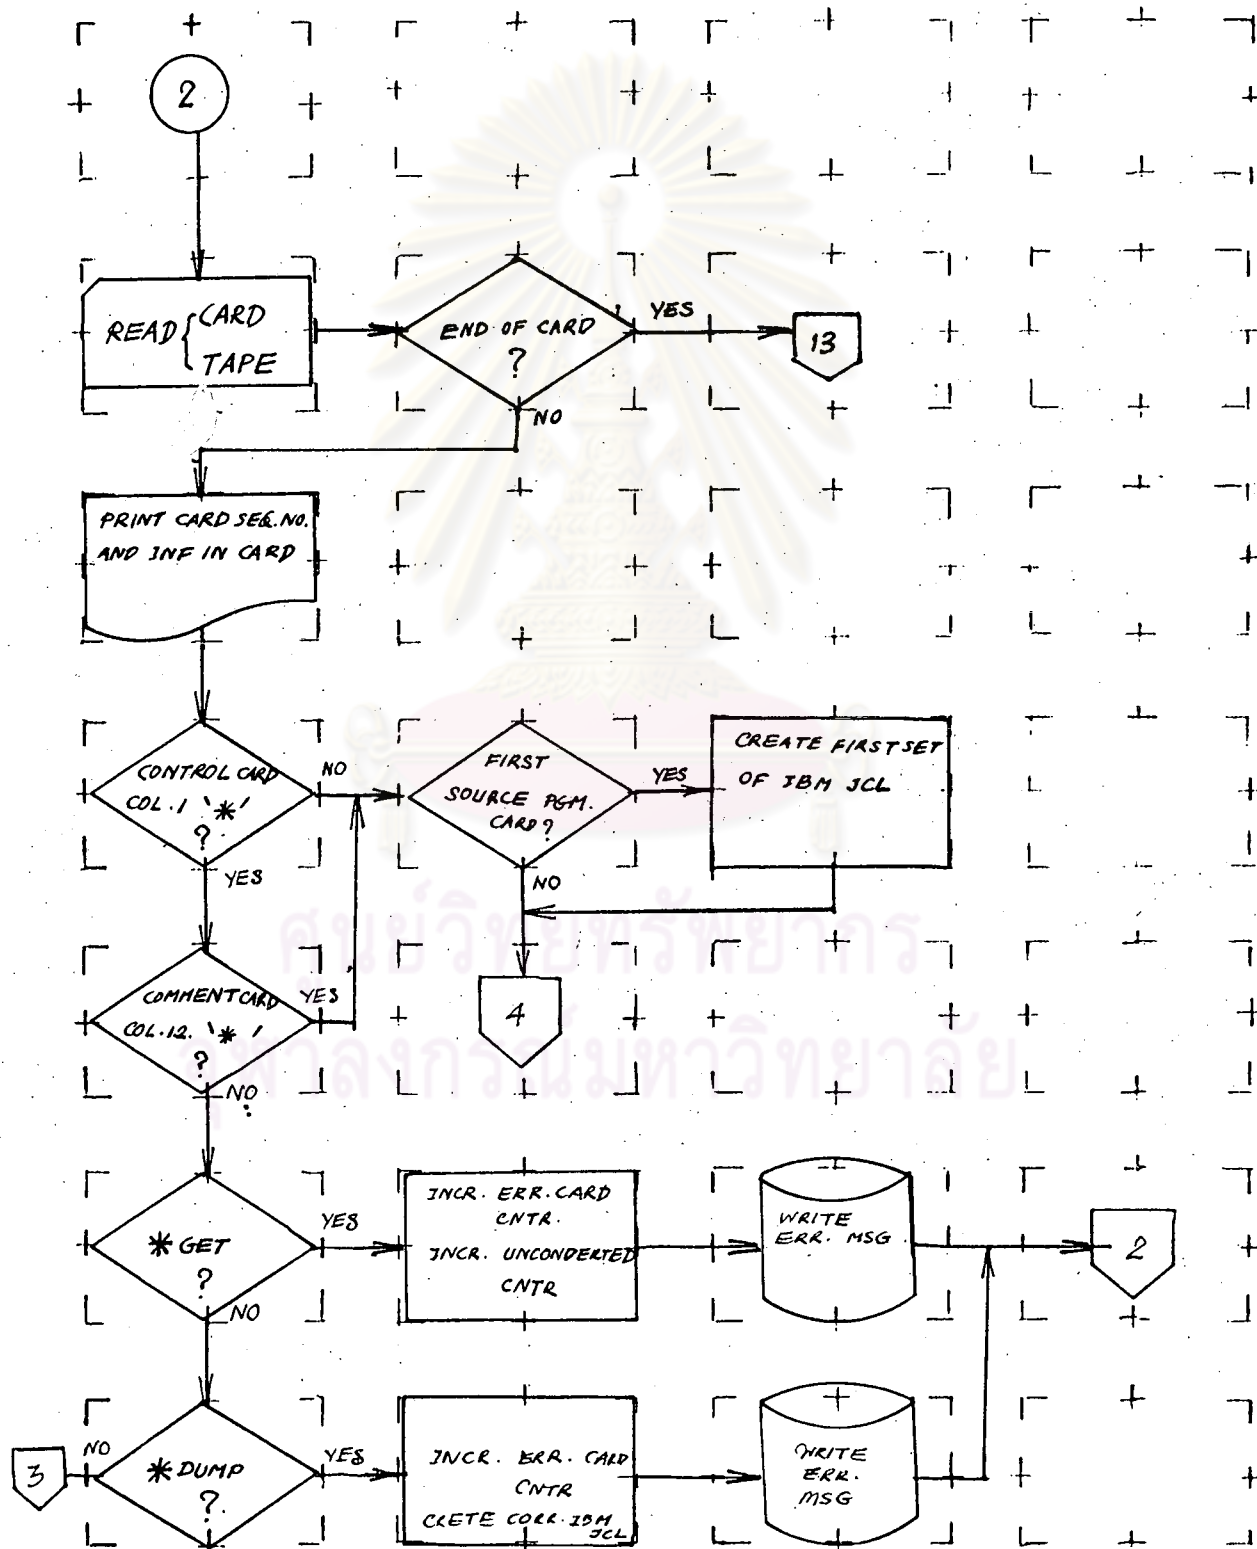 2
READ { CARD
TAPE
END OF CARD
?
YES
13
NO
PRINT CARD SEQ. NO.
AND INF IN CARD
CONTROL CARD
COL. 1 '*'
?
NO
YES
FIRST
SOURCE PGM.
CARD?
YES
NO
CREATE FIRST SET
OF IBM JCL
COMMENT CARD
COL. 12. '*'
?
YES
NO
4
ศูนย์วิทยทรัพยากร
จุฬาลงกรณ์มหาวิทยาลัย
* GET
?
YES
NO
INCR. ERR. CARD
CNTR.
INCR. UNCONDERTED
CNTR
WRITE
ERR. MSG.
2
3
NO
* DUMP
?
YES
INCR. ERR. CARD
CNTR
CRETE CORR. IBM
JCL
WRITE
ERR.
MSG